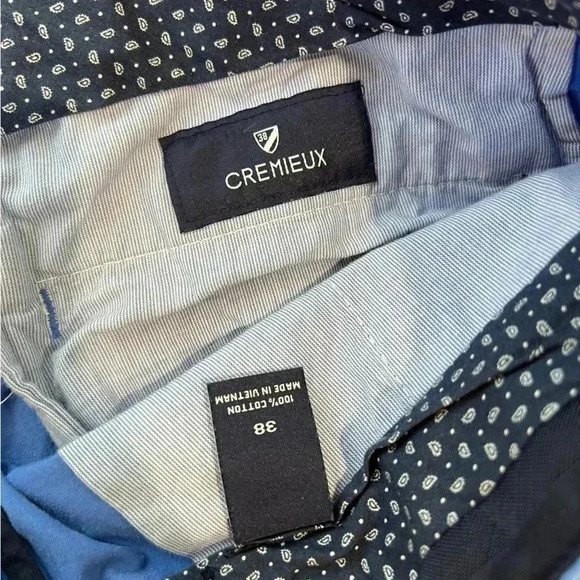 38
CREMIEUX
38
100% COTTON
MADE IN VIETNAM